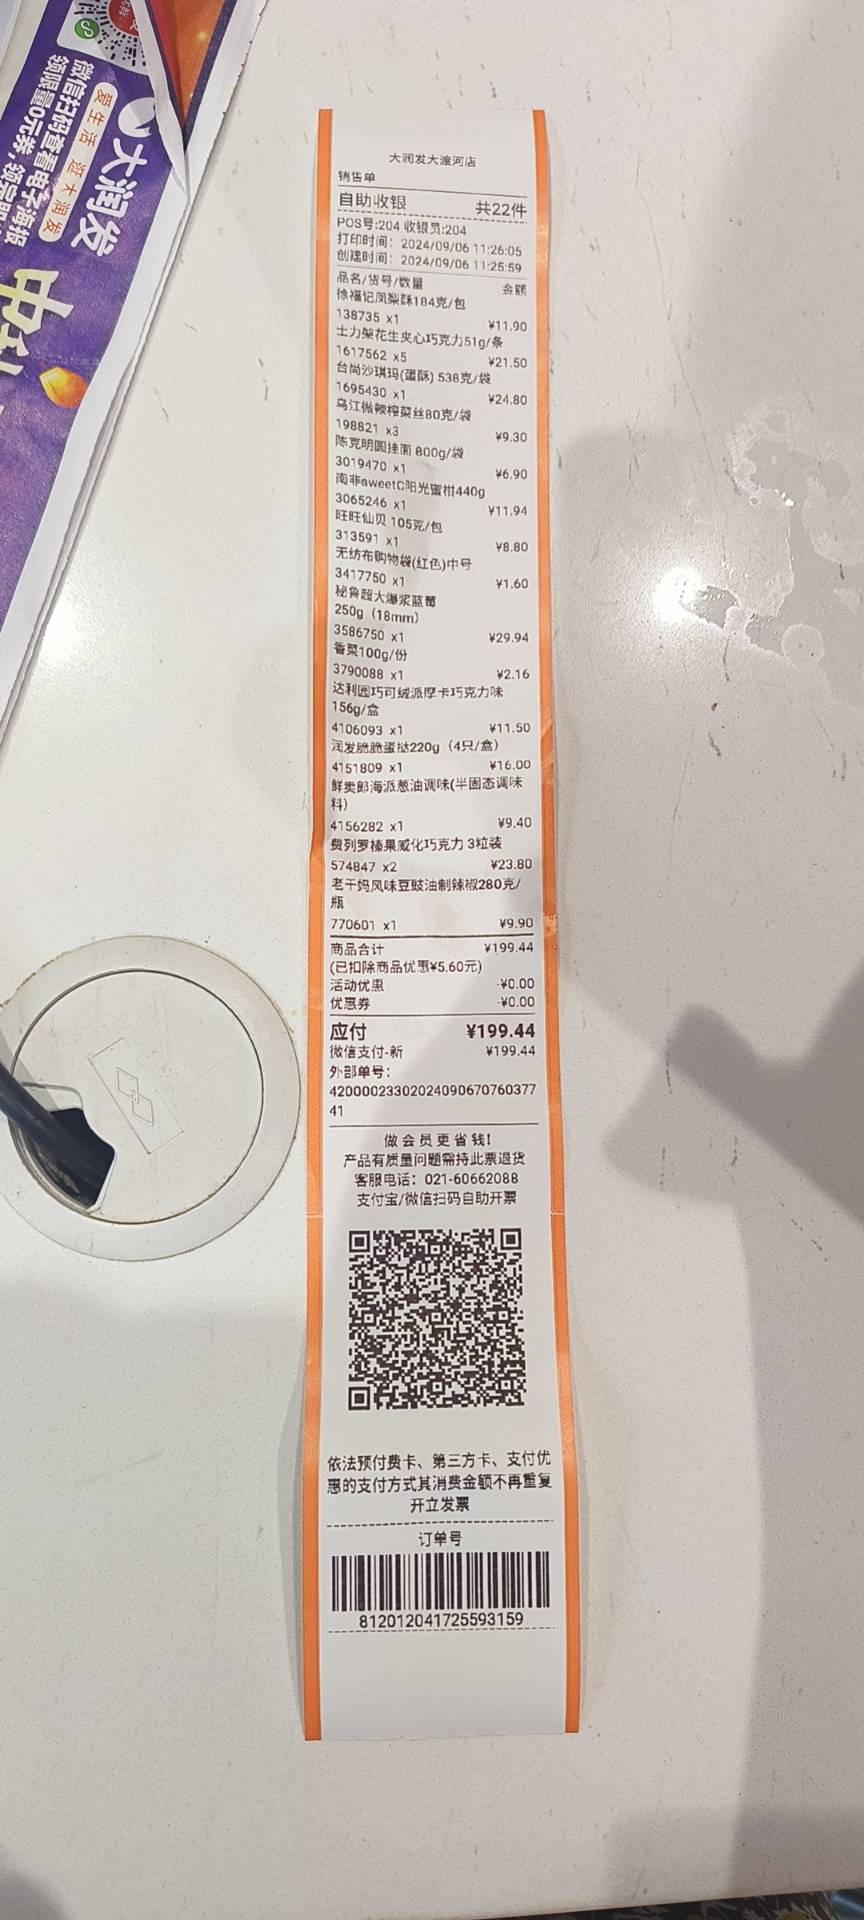 大润发
爱生活 逛大润发
微信扫码查看电子海报
大润发大渡河店
销售单
自助收银 共22件
POS号:204 收银员:204
打印时间: 2024/09/06 11:26:05
创建时间: 2024/09/06 11:25:59
品名/货号/数量 金额
徐福记凤梨酥184克/包
138735 x1 ¥11.90
士力架花生夹心巧克力51g/条
1617562 x5 ¥21.50
台尚沙琪玛(蛋酥) 538克/袋
1695430 x1 ¥24.80
乌江微辣榨菜丝80克/袋
198821 x3 ¥9.30
陈克明圆挂面 800g/袋
3019470 x1 ¥6.90
南非sweetC阳光蜜柑440g
3065246 x1 ¥11.94
旺旺仙贝 105克/包
313591 x1 ¥8.80
无纺布购物袋(红色)中号
3417750 x1 ¥1.60
秘鲁超大爆浆蓝莓
250g（18mm）
3586750 x1 ¥29.94
香菜100g/份
3790088 x1 ¥2.16
达利园巧可绒派摩卡巧克力味
156g/盒
4106093 x1 ¥11.50
润发脆脆蛋挞220g（4只/盒）
4151809 x1 ¥16.00
鲜卖郎海派葱油调味(半固态调味
料)
4156282 x1 ¥9.40
费列罗榛果威化巧克力 3粒装
574847 x2 ¥23.80
老干妈风味豆豉油制辣椒280克/
瓶
770601 x1 ¥9.90
商品合计 ¥199.44
(已扣除商品优惠¥5.60元)
活动优惠 -¥0.00
优惠券 -¥0.00
应付 ¥199.44
微信支付-新 ¥199.44
外部单号:
42000023302024090670760377
41
做会员更省钱!
产品有质量问题需持此票退货
客服电话: 021-60662088
支付宝/微信扫码自助开票
依法预付费卡、第三方卡、支付优
惠的支付方式其消费金额不再重复
开立发票
订单号
812012041725593159